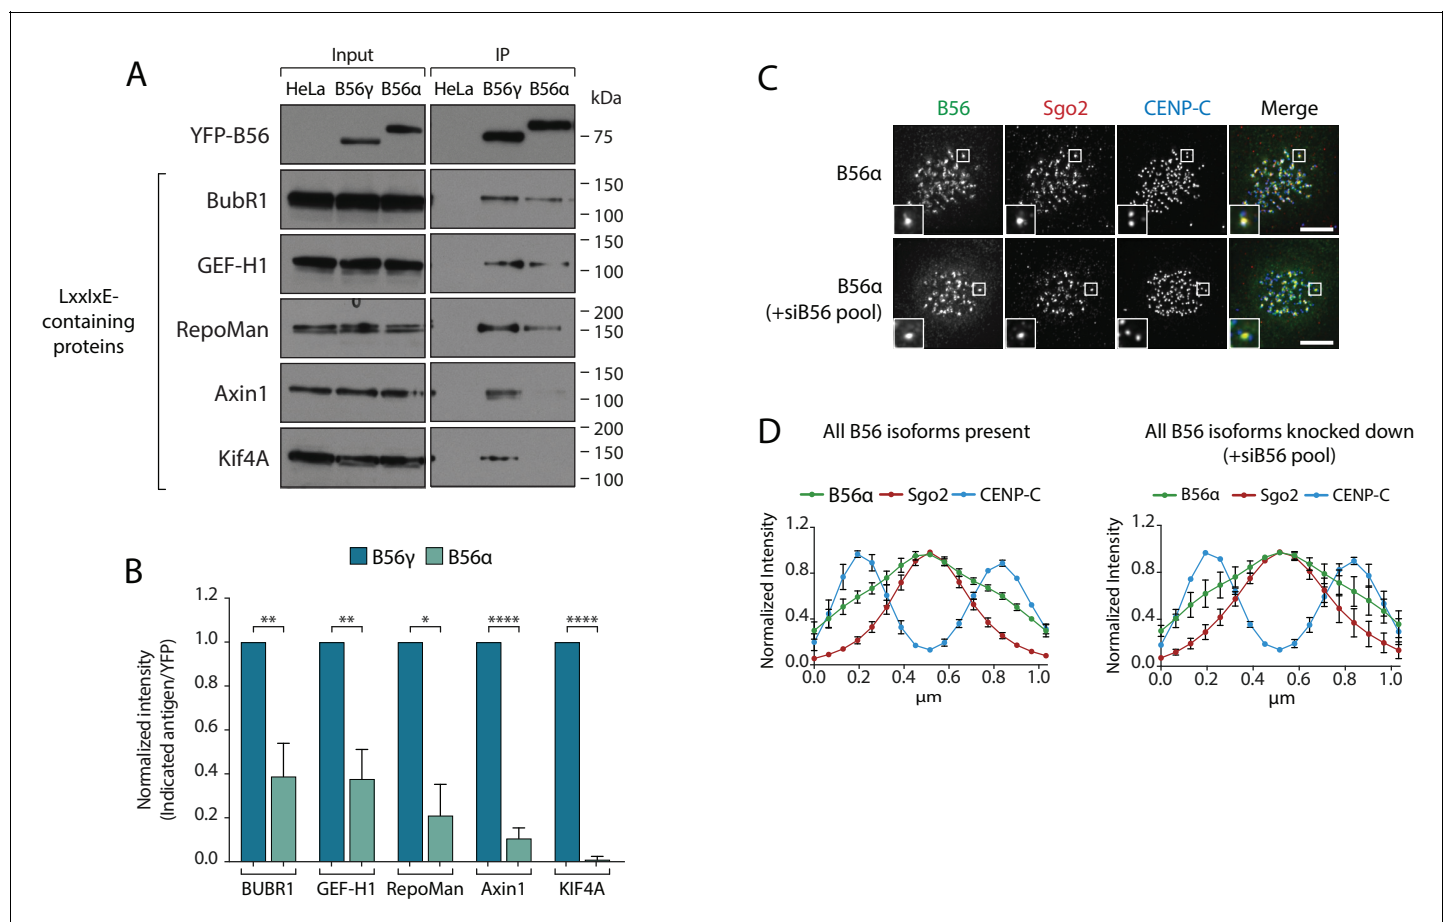 A
Input
IP
HeLa B56γ B56α
HeLa B56γ B56α
kDa
YFP-B56
75
LxxIxE-
containing
proteins
BubR1
150
100
GEF-H1
150
100
RepoMan
200
150
Axin1
150
100
Kif4A
200
150
100
B
B56γ B56α
Normalized intensity
(Indicated antigen/YFP)
1.2
1.0
1.2
0.6
0.4
0.2
0.0
** ** * **** ****
BUBR1 GEF-H1 RepoMan Axin1 KIF4A
C
B56 Sgo2 CENP-C Merge
B56α
B56α
(+siB56 pool)
D
All B56 isoforms present
B56α Sgo2 CENP-C
Normalized Intensity
1.2
0.8
0.4
0.0
0.0 0.2 0.4 0.6 0.8 1.0
μm
All B56 isoforms knocked down
(+siB56 pool)
B56α Sgo2 CENP-C
Normalized Intensity
1.2
0.8
0.4
0.0
0.0 0.2 0.4 0.6 0.8 1.0
μm